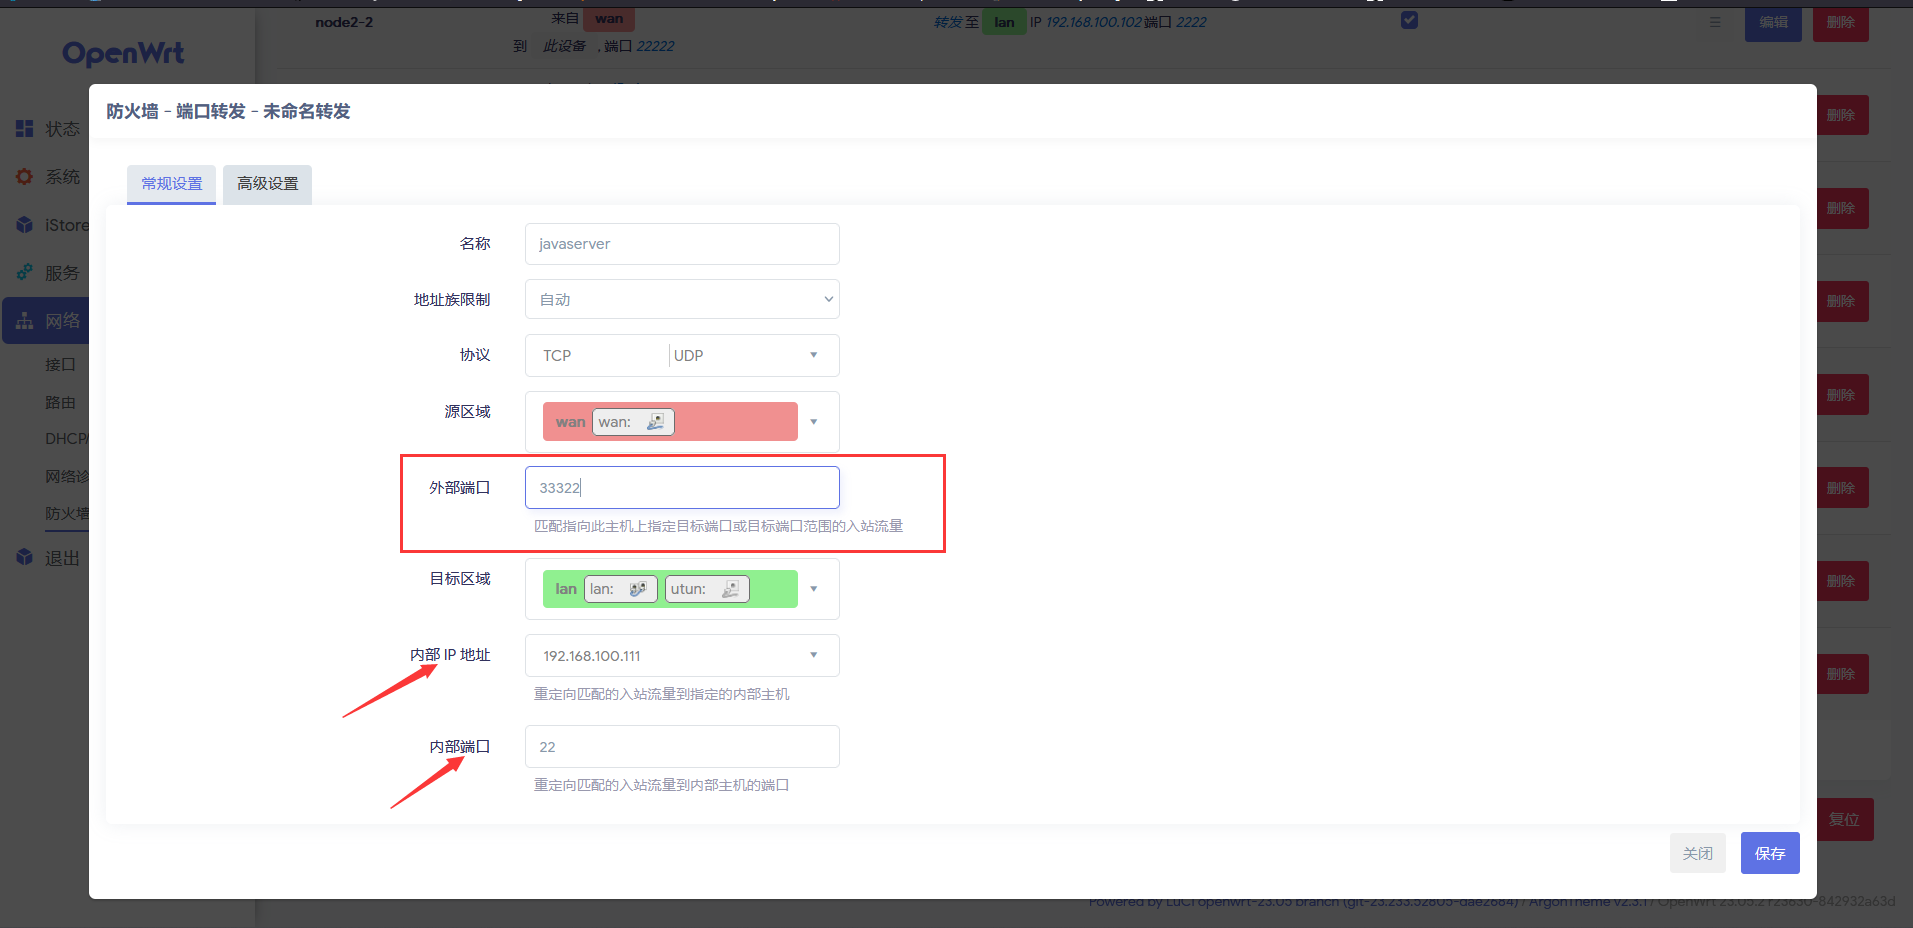 node2-2
来自 wan
转发 至 lan IP 192.168.100.102 端口 2222
编辑
删除
到 此设备 , 端口 22222
OpenWrt
防火墙 - 端口转发 - 未命名转发
状态
系统
iStore
服务
网络
接口
路由
DHCP/
网络诊
防火墙
退出
常规设置
高级设置
名称
javaserver
地址族限制
自动
协议
TCP
UDP
源区域
wan wan:
外部端口
33322
匹配指向此主机上指定目标端口或目标端口范围的入站流量
目标区域
lan lan: utun:
内部 IP 地址
192.168.100.111
重定向匹配的入站流量到指定的内部主机
内部端口
22
重定向匹配的入站流量到内部主机的端口
删除
删除
删除
删除
删除
删除
删除
复位
关闭
保存
Powered by LuCI openwrt-23.05 branch (git-23.233.52805-dae2684) / ArgonTheme v2.3.1 / OpenWrt 23.05.2 r23630-842932a63d